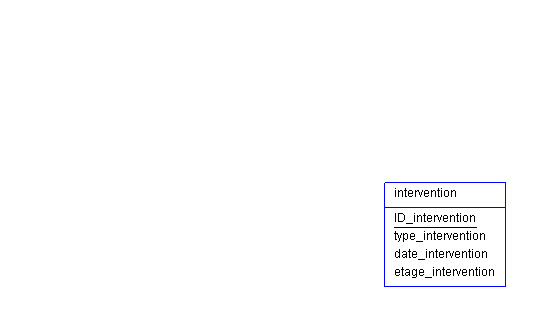 intervention
ID_intervention
type_intervention
date_intervention
etage_intervention